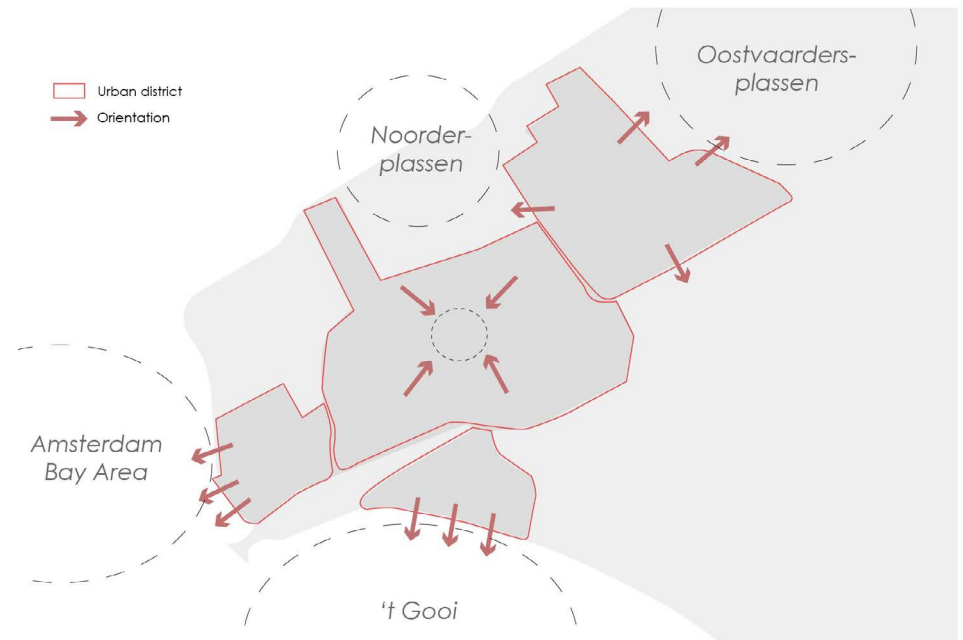 Oostvaarders-
plassen
Urban district
Orientation
Noorder-
plassen
Amsterdam
Bay Area
‘t Gooi